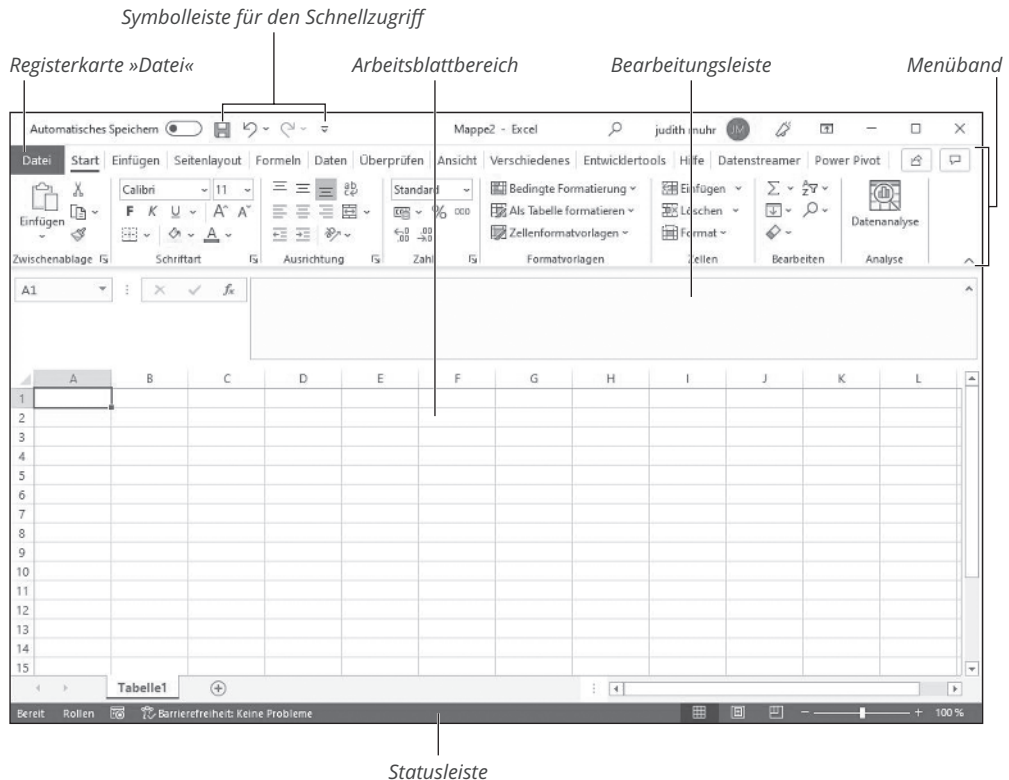 Symbolleiste für den Schnellzugriff
Registerkarte »Datei« Arbeitsblattbereich Bearbeitungsleiste Menüband
Automatisches Speichern Mappe2 - Excel judith muhr JM
Datei Start Einfügen Seitenlayout Formeln Daten Überprüfen Ansicht Verschiedenes Entwicklertools Hilfe Datenstreamer Power Pivot
Calibri 11 Standard Bedingte Formatierung Einfügen
Einfügen F K U A A % 000 Als Tabelle formatieren Löschen Datenanalyse
A Zellenformatvorlagen Format
Zwischenablage Schriftart Ausrichtung Zahl Formatvorlagen Zellen Bearbeiten Analyse
A1 fx
A B C D E F G H I J K L
1
2
3
4
5
6
7
8
9
10
11
12
13
14
15
Tabelle1
Bereit Rollen Barrierefreiheit: Keine Probleme 100 %
Statusleiste